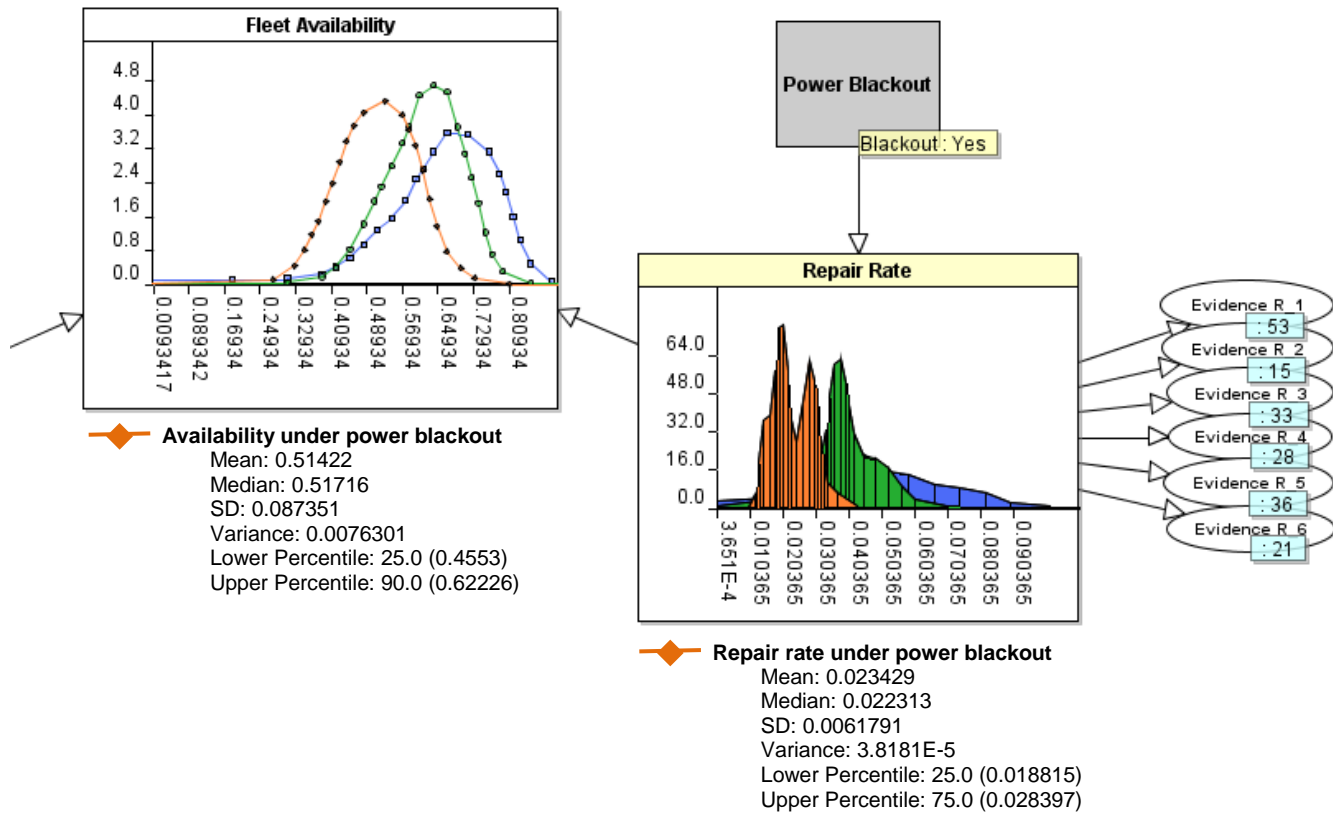 Fleet Availability
4.8
4.0
3.2
2.4
1.6
0.8
0.0
0.0093417
0.089342
0.16934
0.24934
0.32934
0.40934
0.48934
0.56934
0.64934
0.72934
0.80934
Availability under power blackout
Mean: 0.51422
Median: 0.51716
SD: 0.087351
Variance: 0.0076301
Lower Percentile: 25.0 (0.4553)
Upper Percentile: 90.0 (0.62226)
Power Blackout
Blackout : Yes
Repair Rate
64.0
48.0
32.0
16.0
0.0
3.651E-4
0.010365
0.020365
0.030365
0.040365
0.050365
0.060365
0.070365
0.080365
0.090365
Evidence R_1
: 53
Evidence R_2
: 15
Evidence R_3
: 33
Evidence R_4
: 28
Evidence R_5
: 36
Evidence R_6
: 21
Repair rate under power blackout
Mean: 0.023429
Median: 0.022313
SD: 0.0061791
Variance: 3.8181E-5
Lower Percentile: 25.0 (0.018815)
Upper Percentile: 75.0 (0.028397)